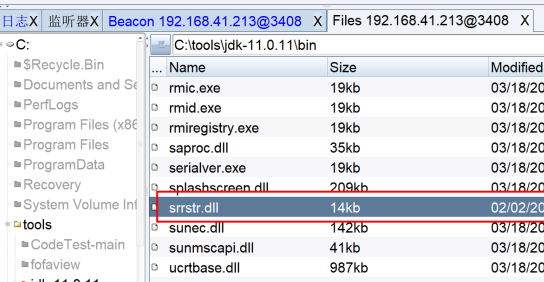 日志X 监听器X Beacon 192.168.41.213@3408 X Files 192.168.41.213@3408 X
C:
$Recycle.Bin
Documents and Se
PerfLogs
Program Files (x86
Program Files
ProgramData
Recovery
System Volume Inf
tools
CodeTest-main
fofaview
jdk-11.0.11
C:\tools\jdk-11.0.11\bin
... Name Size Modified
rmic.exe 19kb 03/18/20
rmid.exe 19kb 03/18/20
rmiregistry.exe 19kb 03/18/20
saproc.dll 35kb 03/18/20
serialver.exe 19kb 03/18/20
splashscreen.dll 209kb 03/18/20
srrstr.dll 14kb 02/02/20
sunec.dll 142kb 03/18/20
sunmscapi.dll 41kb 03/18/20
ucrtbase.dll 987kb 03/18/20